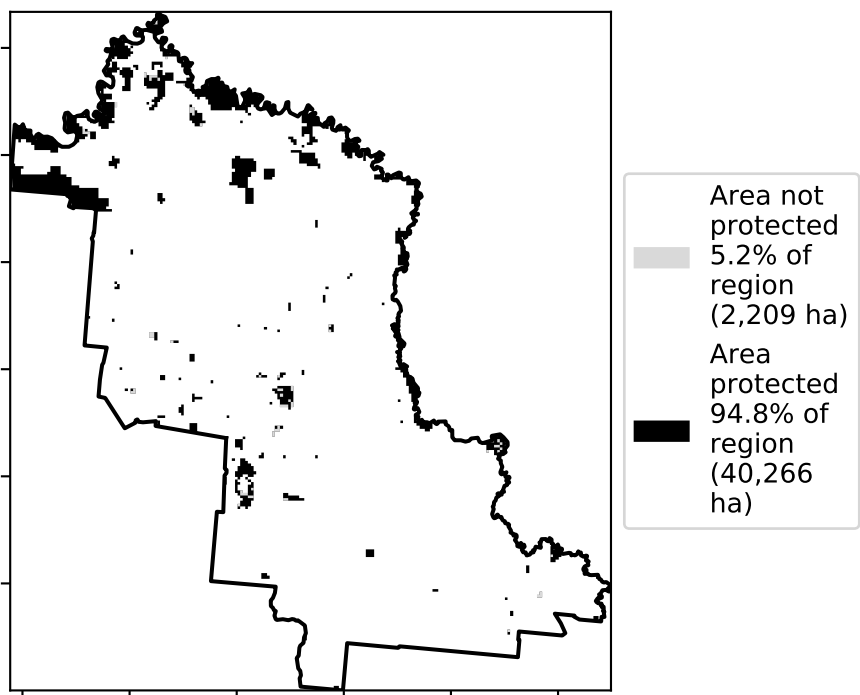 Area not
protected
5.2% of
region
(2,209 ha)
Area
protected
94.8% of
region
(40,266
ha)